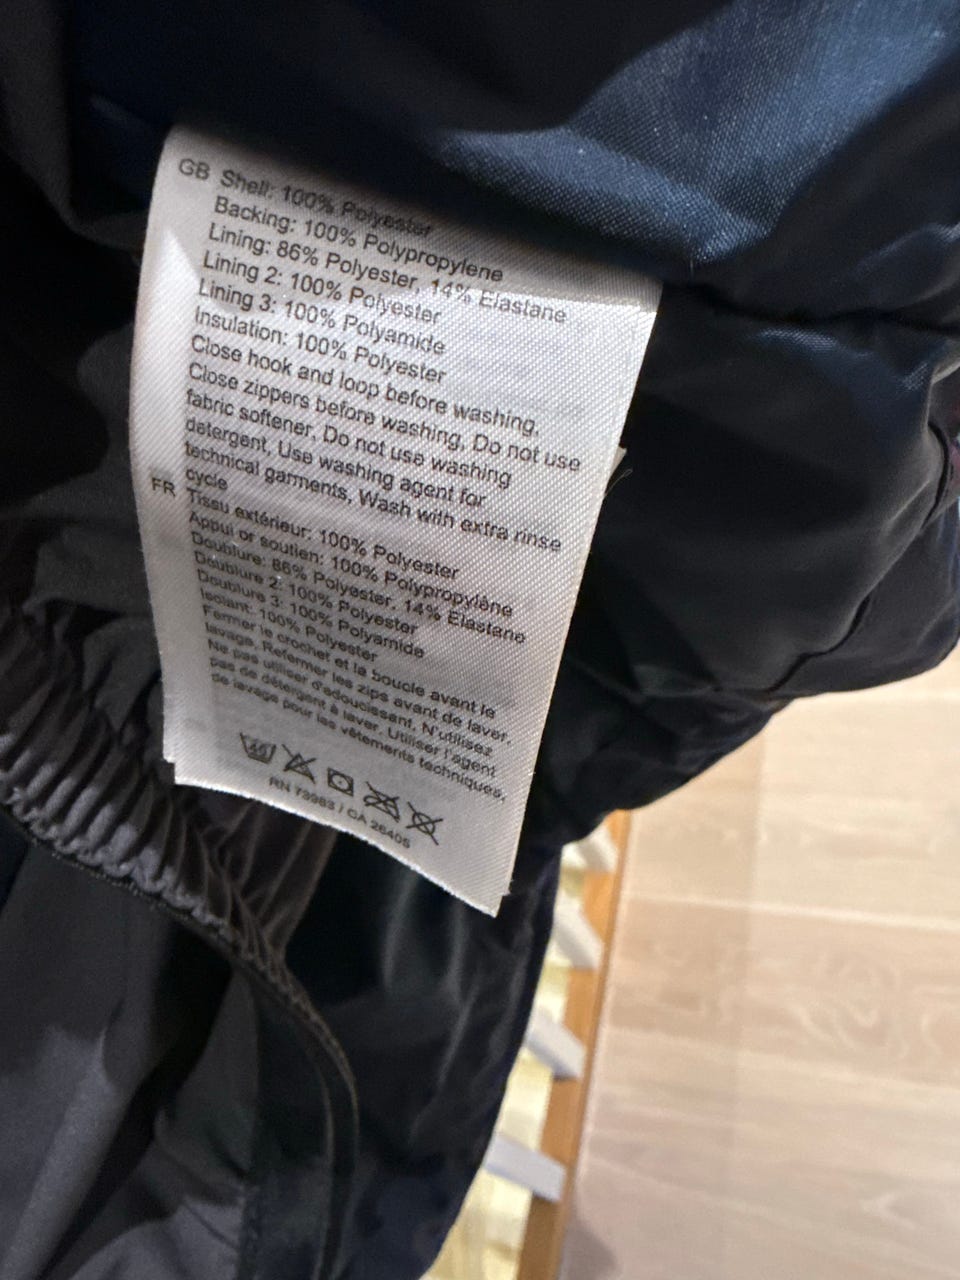 GB Shell: 100% Polyester
Backing: 100% Polypropylene
Lining: 86% Polyester, 14% Elastane
Lining 2: 100% Polyester
Lining 3: 100% Polyamide
Insulation: 100% Polyester
Close hook and loop before washing,
Close zippers before washing, Do not use
fabric softener, Do not use washing
detergent, Use washing agent for
technical garments, Wash with extra rinse
cycle
FR Tissu extérieur: 100% Polyester
Appui or soutien: 100% Polypropylène
Doublure: 86% Polyester, 14% Elastane
Doublure 2: 100% Polyester
Doublure 3: 100% Polyamide
Isolant: 100% Polyester
Fermer le crochet et la boucle avant le
lavage, Refermer les zips avant de laver,
Ne pas utiliser d'adoucissant, N'utilisez
pas de détergent à laver, Utiliser l'agent
de lavage pour les vêtements techniques,
40
RN 73983 / CA 26405